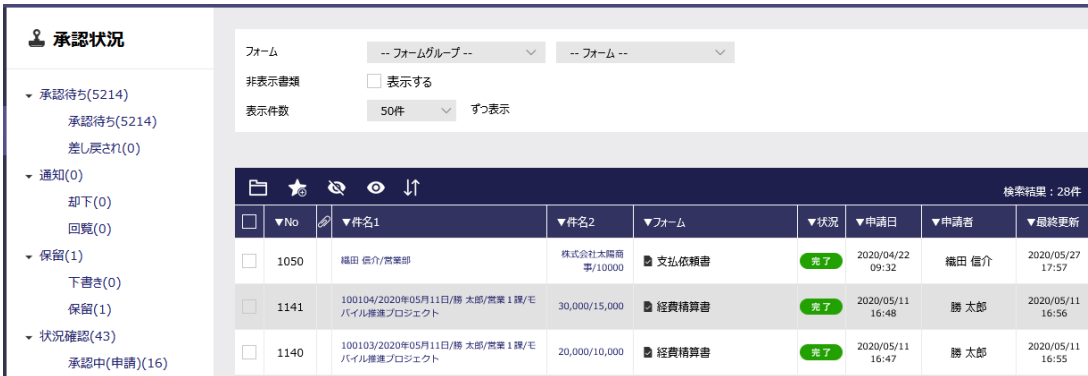 承認状況
承認待ち(5214)
承認待ち(5214)
差し戻され(0)
通知(0)
却下(0)
回覧(0)
保留(1)
下書き(0)
保留(1)
状況確認(43)
承認中(申請)(16)
フォーム -- フォームグループ -- -- フォーム --
非表示書類 表示する
表示件数 50件 ずつ表示
検索結果：28件
▼No ▼件名1 ▼件名2 ▼フォーム ▼状況 ▼申請日 ▼申請者 ▼最終更新
1050 織田 信介/営業部 株式会社太陽商 支払依頼書 完了 2020/04/22 織田 信介 2020/05/27
事/10000 09:32 17:57
1141 100104/2020年05月11日/勝 太郎/営業１課/モ 30,000/15,000 経費精算書 完了 2020/05/11 勝 太郎 2020/05/11
バイル推進プロジェクト 16:48 16:56
1140 100103/2020年05月11日/勝 太郎/営業１課/モ 20,000/10,000 経費精算書 完了 2020/05/11 勝 太郎 2020/05/11
バイル推進プロジェクト 16:47 16:55